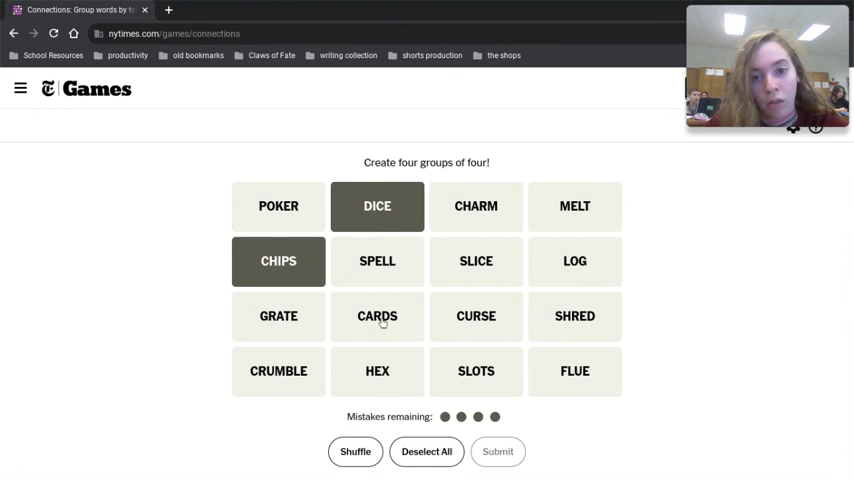 Connections: Group words by to
nytimes.com/games/connections
School Resources productivity old bookmarks Claws of Fate writing collection shorts production the shops
T Games
Create four groups of four!
POKER DICE CHARM MELT
CHIPS SPELL SLICE LOG
GRATE CARDS CURSE SHRED
CRUMBLE HEX SLOTS FLUE
Mistakes remaining:
Shuffle Deselect All Submit